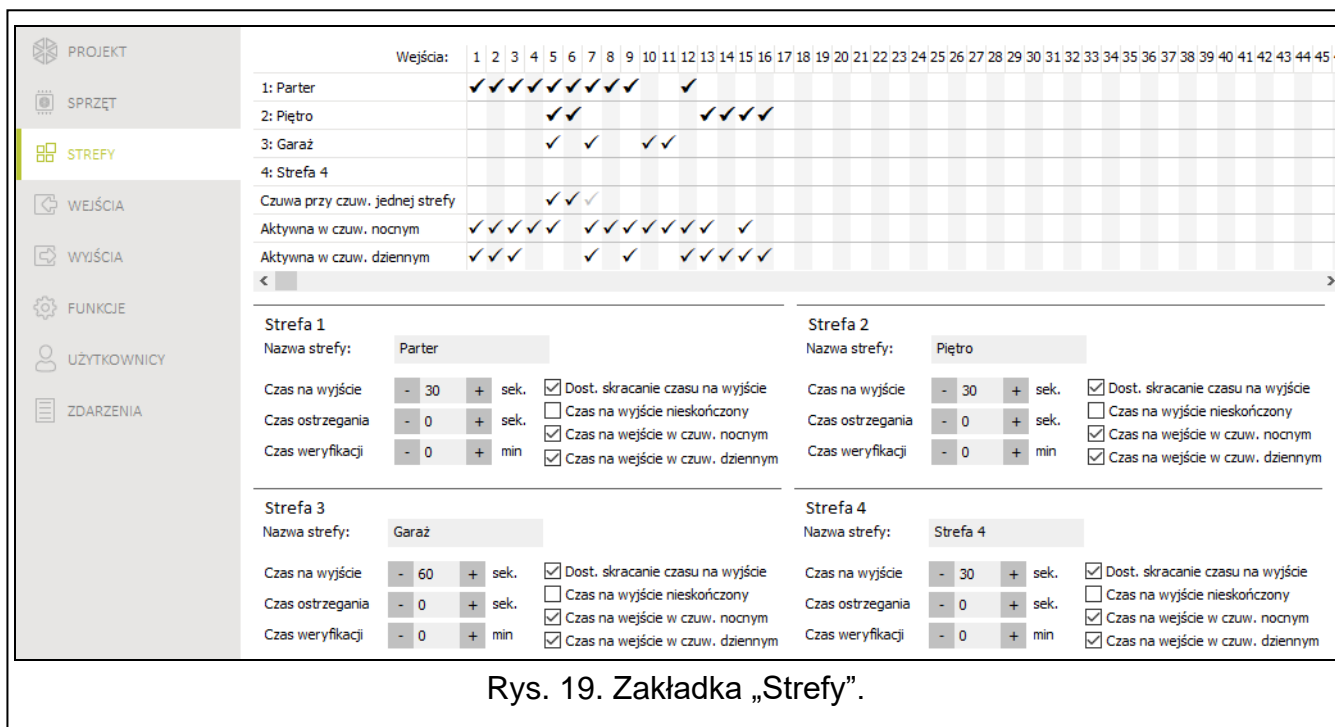 PROJEKT
SPRZĘT
STREFY
WEJŚCIA
WYJŚCIA
FUNKCJE
UŻYTKOWNICY
ZDARZENIA
Wejścia: 1 2 3 4 5 6 7 8 9 10 11 12 13 14 15 16 17 18 19 20 21 22 23 24 25 26 27 28 29 30 31 32 33 34 35 36 37 38 39 40 41 42 43 44 45
1: Parter
2: Piętro
3: Garaż
4: Strefa 4
Czuwa przy czuw. jednej strefy
Aktywna w czuw. nocnym
Aktywna w czuw. dziennym
Strefa 1
Nazwa strefy: Parter
Czas na wyjście - 30 + sek. Dost. skracanie czasu na wyjście
Czas na wyjście nieskończony
Czas ostrzegania - 0 + sek.
Czas na wejście w czuw. nocnym
Czas weryfikacji - 0 + min
Czas na wejście w czuw. dziennym
Strefa 2
Nazwa strefy: Piętro
Czas na wyjście - 30 + sek. Dost. skracanie czasu na wyjście
Czas na wyjście nieskończony
Czas ostrzegania - 0 + sek.
Czas na wejście w czuw. nocnym
Czas weryfikacji - 0 + min
Czas na wejście w czuw. dziennym
Strefa 3
Nazwa strefy: Garaż
Czas na wyjście - 60 + sek. Dost. skracanie czasu na wyjście
Czas na wyjście nieskończony
Czas ostrzegania - 0 + sek.
Czas na wejście w czuw. nocnym
Czas weryfikacji - 0 + min
Czas na wejście w czuw. dziennym
Strefa 4
Nazwa strefy: Strefa 4
Czas na wyjście - 30 + sek. Dost. skracanie czasu na wyjście
Czas na wyjście nieskończony
Czas ostrzegania - 0 + sek.
Czas na wejście w czuw. nocnym
Czas weryfikacji - 0 + min
Czas na wejście w czuw. dziennym
Rys. 19. Zakładka „Strefy”.